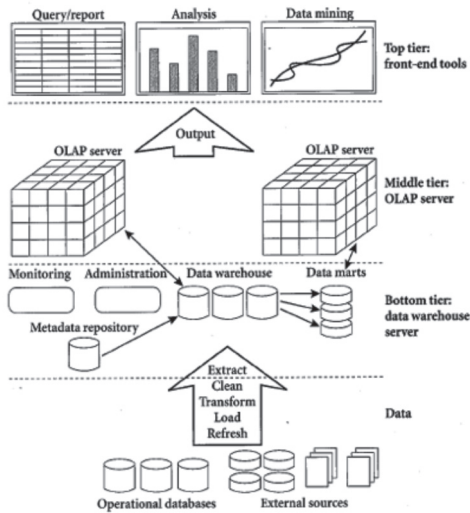 Query/report
Analysis
Data mining
Top tier:
front-end tools
Output
OLAP server
OLAP server
Middle tier:
OLAP server
Monitoring
Administration
Data warehouse
Data marts
Metadata repository
Bottom tier:
data warehouse
server
Extract
Clean
Transform
Load
Refresh
Data
Operational databases
External sources